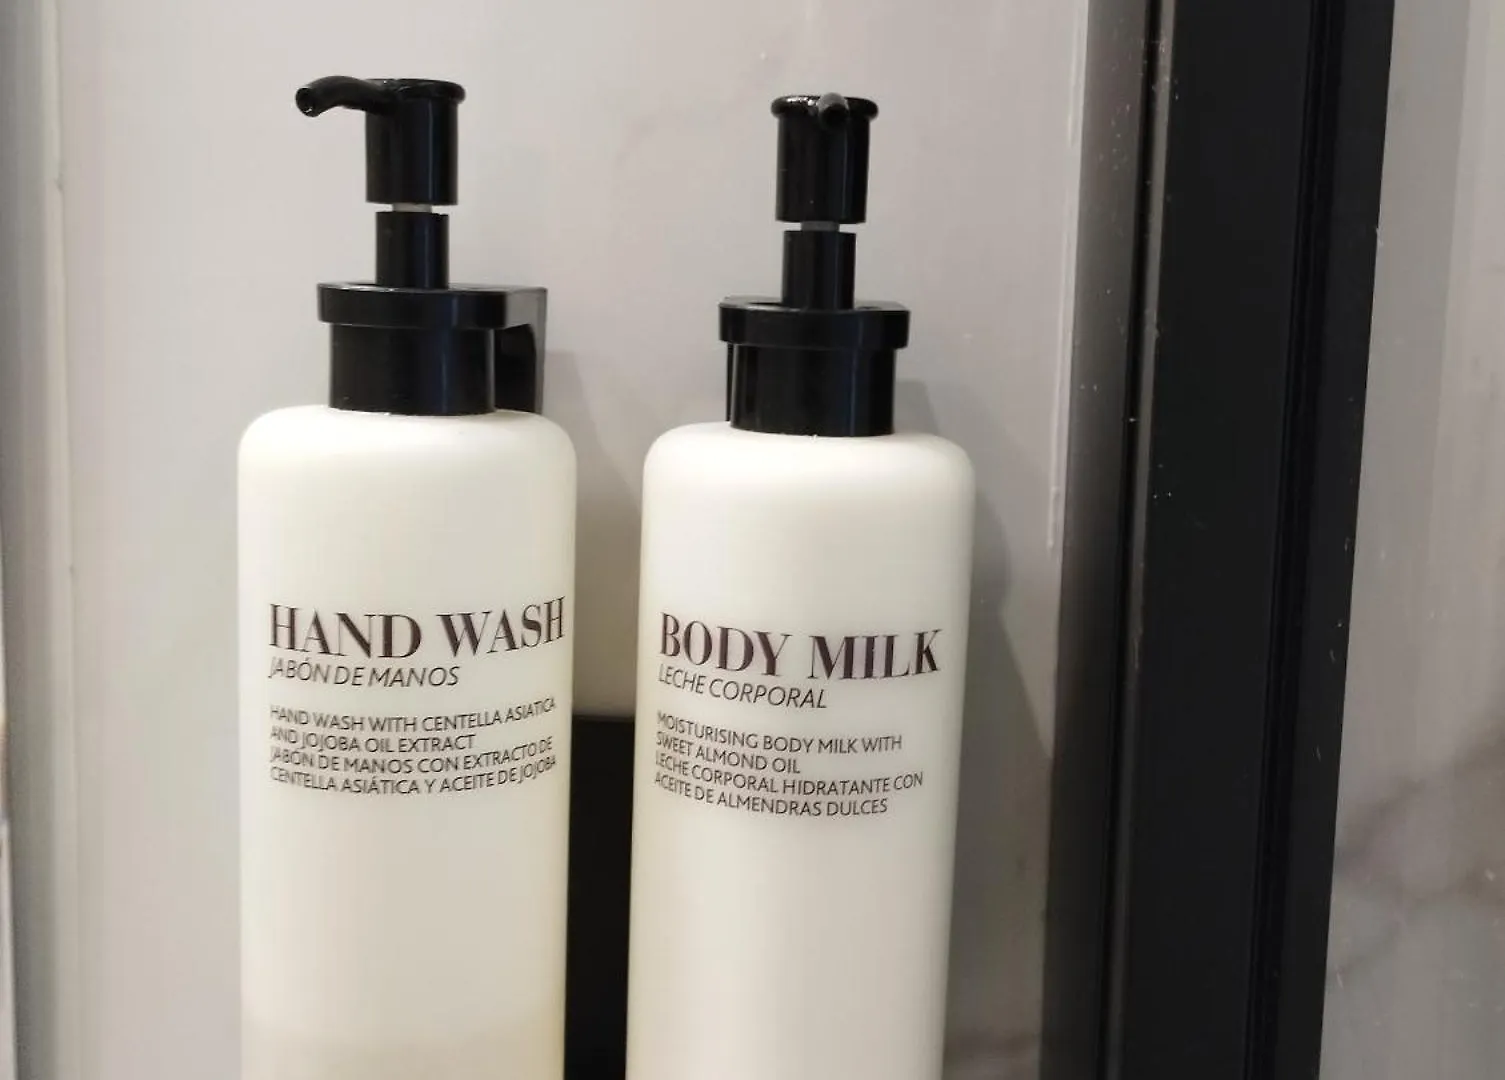 HAND WASH
JABÓN DE MANOS
HAND WASH WITH CENTELLA ASIATICA
AND JOJOBA OIL EXTRACT
JABÓN DE MANOS CON EXTRACTO DE
CENTELLA ASIÁTICA Y ACEITE DE JOJOBA
BODY MILK
LECHE CORPORAL
MOISTURISING BODY MILK WITH
SWEET ALMOND OIL
LECHE CORPORAL HIDRATANTE CON
ACEITE DE ALMENDRAS DULCES